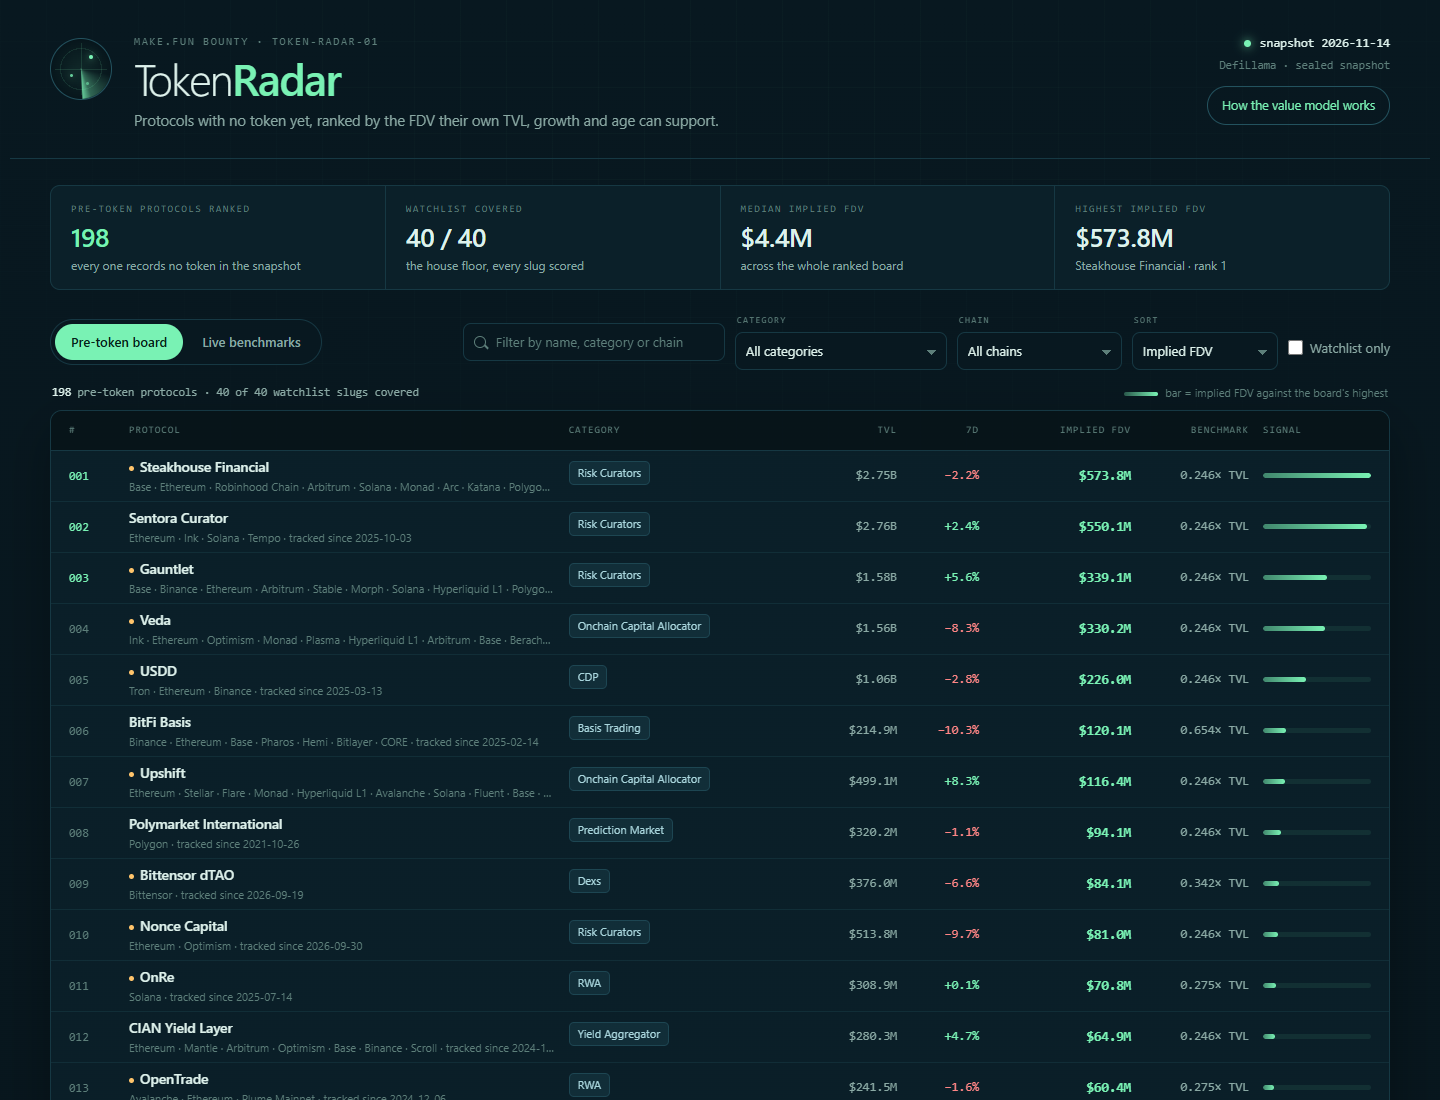 MAKE.FUN BOUNTY · TOKEN-RADAR-01
TokenRadar
Protocols with no token yet, ranked by the FDV their own TVL, growth and age can support.
snapshot 2026-11-14
DefiLlama · sealed snapshot
How the value model works
PRE-TOKEN PROTOCOLS RANKED
198
every one records no token in the snapshot
WATCHLIST COVERED
40 / 40
the house floor, every slug scored
MEDIAN IMPLIED FDV
$4.4M
across the whole ranked board
HIGHEST IMPLIED FDV
$573.8M
Steakhouse Financial · rank 1
Pre-token board
Live benchmarks
Filter by name, category or chain
CATEGORY
All categories
CHAIN
All chains
SORT
Implied FDV
Watchlist only
198 pre-token protocols · 40 of 40 watchlist slugs covered
bar = implied FDV against the board's highest
# PROTOCOL CATEGORY TVL 7D IMPLIED FDV BENCHMARK SIGNAL
001 Steakhouse Financial Risk Curators $2.75B −2.2% $573.8M 0.246× TVL
Base · Ethereum · Robinhood Chain · Arbitrum · Solana · Monad · Arc · Katana · Polygo...
002 Sentora Curator Risk Curators $2.76B +2.4% $550.1M 0.246× TVL
Ethereum · Ink · Solana · Tempo · tracked since 2025-10-03
003 Gauntlet Risk Curators $1.58B +5.6% $339.1M 0.246× TVL
Base · Binance · Ethereum · Arbitrum · Stable · Morph · Solana · Hyperliquid L1 · Polygo...
004 Veda Onchain Capital Allocator $1.56B −8.3% $330.2M 0.246× TVL
Ink · Ethereum · Optimism · Monad · Plasma · Hyperliquid L1 · Arbitrum · Base · Berach...
005 USDD CDP $1.06B −2.8% $226.0M 0.246× TVL
Tron · Ethereum · Binance · tracked since 2025-03-13
006 BitFi Basis Basis Trading $214.9M −10.3% $120.1M 0.654× TVL
Binance · Ethereum · Base · Pharos · Hemi · Bitlayer · CORE · tracked since 2025-02-14
007 Upshift Onchain Capital Allocator $499.1M +8.3% $116.4M 0.246× TVL
Ethereum · Stellar · Flare · Monad · Hyperliquid L1 · Avalanche · Solana · Fluent · Base · ...
008 Polymarket International Prediction Market $320.2M −1.1% $94.1M 0.246× TVL
Polygon · tracked since 2021-10-26
009 Bittensor dTAO Dexs $376.0M −6.6% $84.1M 0.342× TVL
Bittensor · tracked since 2026-09-19
010 Nonce Capital Risk Curators $513.8M −9.7% $81.0M 0.246× TVL
Ethereum · Optimism · tracked since 2026-09-30
011 OnRe RWA $308.9M +0.1% $70.8M 0.275× TVL
Solana · tracked since 2025-07-14
012 CIAN Yield Layer Yield Aggregator $280.3M +4.7% $64.9M 0.246× TVL
Ethereum · Mantle · Arbitrum · Optimism · Base · Binance · Scroll · tracked since 2024-1...
013 OpenTrade RWA $241.5M −1.6% $60.4M 0.275× TVL
Avalanche · Ethereum · Plume Mainnet · tracked since 2024-12-06